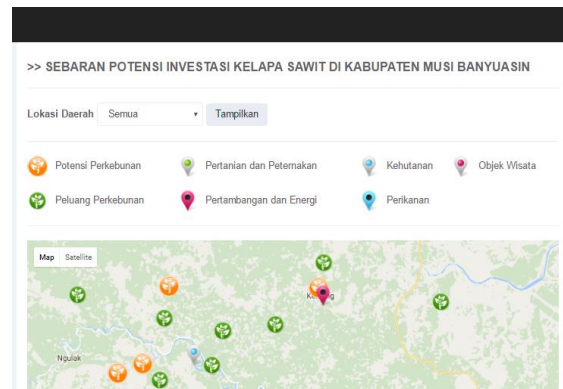 >> SEBARAN POTENSI INVESTASI KELAPA SAWIT DI KABUPATEN MUSI BANYUASIN
Lokasi Daerah Semua Tampilkan
Potensi Perkebunan Pertanian dan Peternakan Kehutanan Objek Wisata
Peluang Perkebunan Pertambangan dan Energi Perikanan
Map Satellite
Ngulak